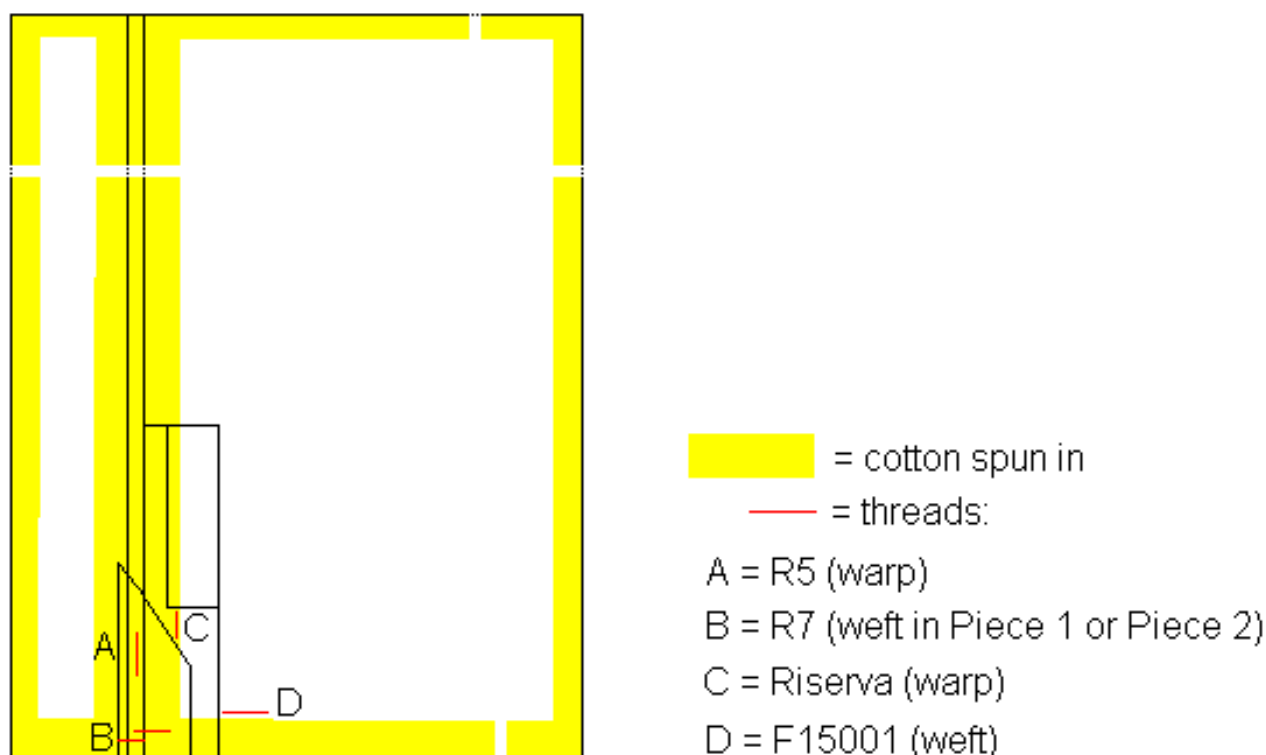 = cotton spun in
= threads:
A = R5 (warp)
B = R7 (weft in Piece 1 or Piece 2)
C = Riserva (warp)
D = F15001 (weft)
A
C
B
D